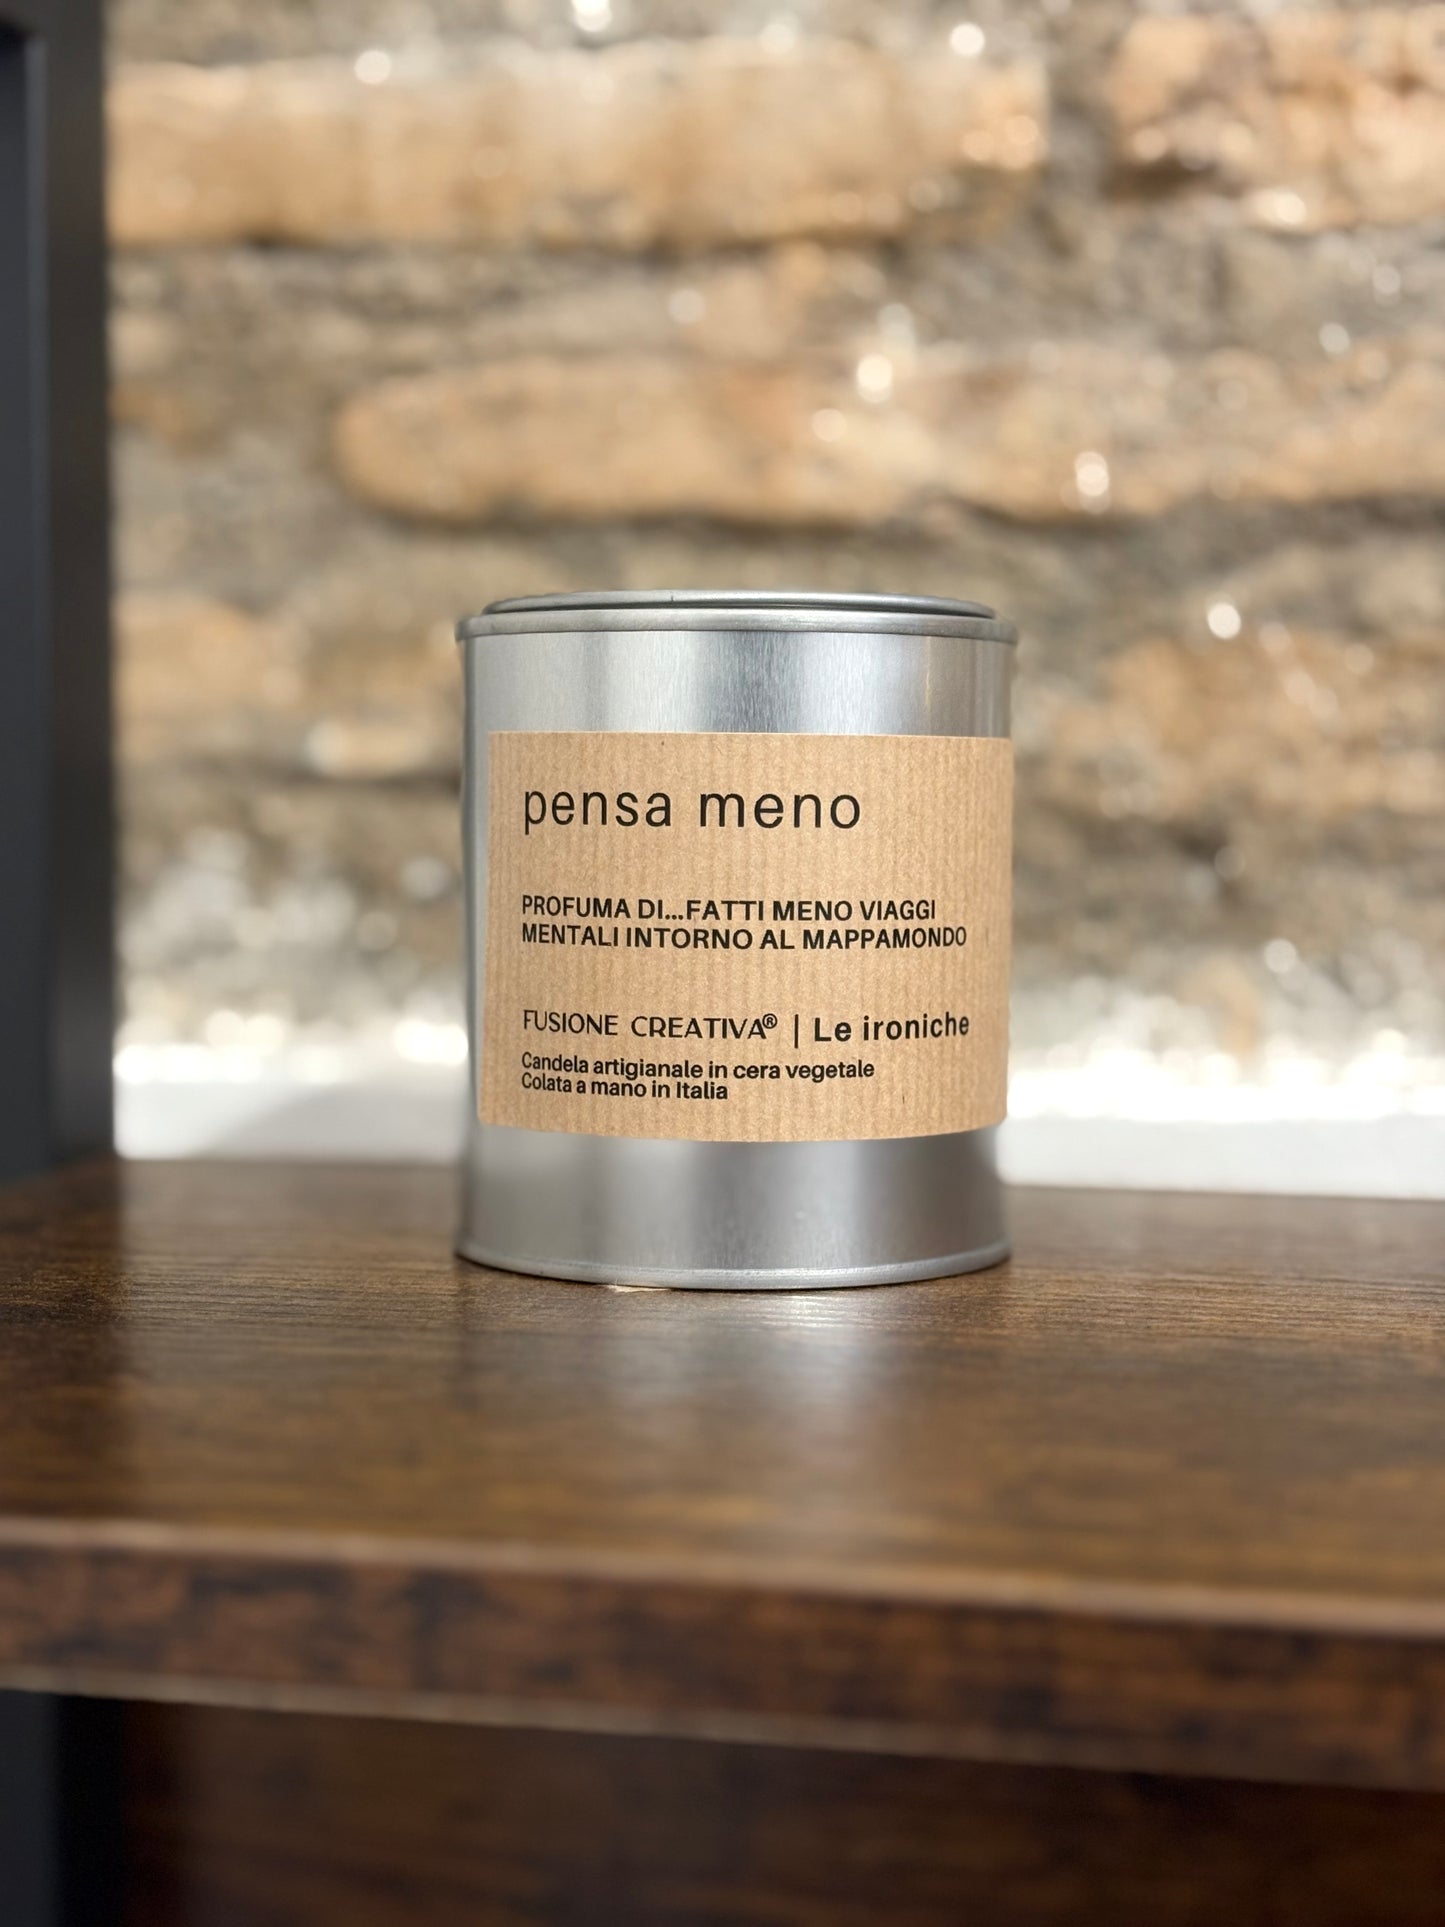 pensa meno
PROFUMA DI...FATTI MENO VIAGGI
MENTALI INTORNO AL MAPPAMONDO
FUSIONE CREATIVA® | Le ironiche
Candela artigianale in cera vegetale
Colata a mano in Italia